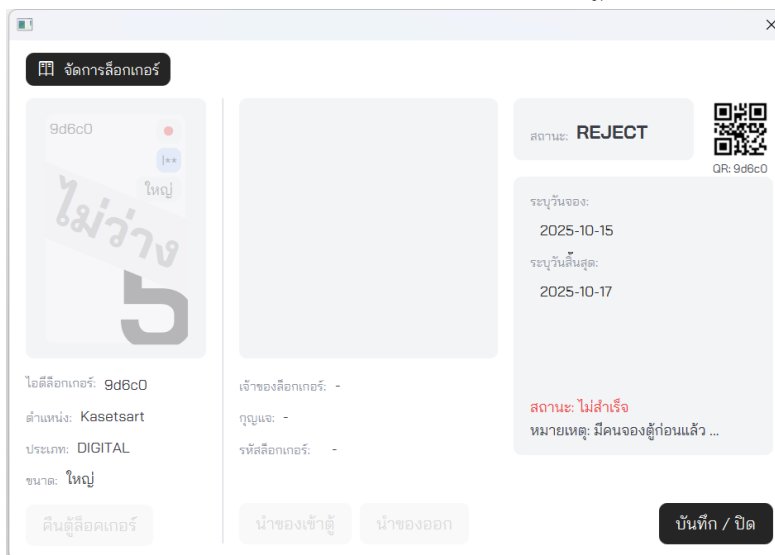 จัดการล็อกเกอร์
9d6c0
|**
ใหญ่
ไม่ว่าง
สถานะ: REJECT
QR: 9d6c0
ระบุวันจอง:
2025-10-15
ระบุวันสิ้นสุด:
2025-10-17
ไอดีล็อกเกอร์: 9d6c0
ตำแหน่ง: Kasetsart
ประเภท: DIGITAL
ขนาด: ใหญ่
เจ้าของล็อกเกอร์: -
กุญแจ: -
รหัสล็อกเกอร์: -
สถานะ: ไม่สำเร็จ
หมายเหตุ: มีคนจองตู้ก่อนแล้ว ...
คืนตู้ล็อคเกอร์
นำของเข้าตู้
นำของออก
บันทึก / ปิด